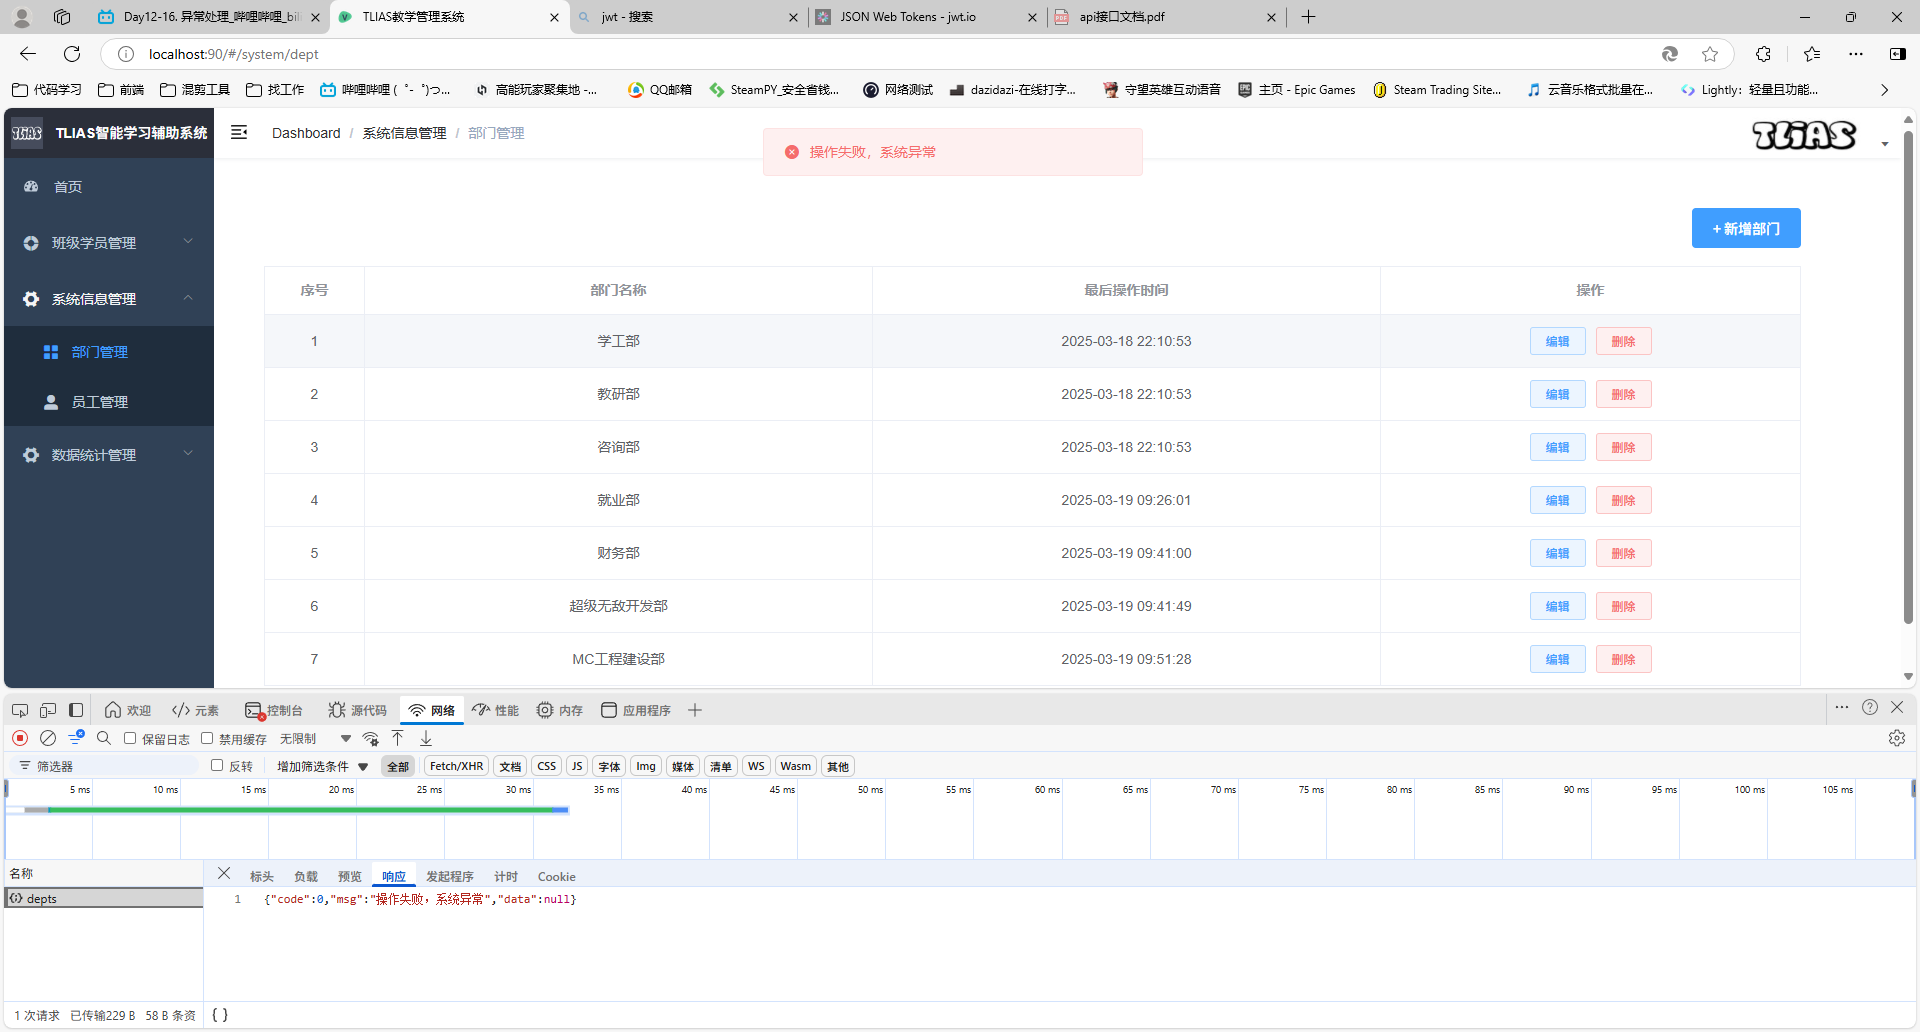 Day12-16. 异常处理_哔哩哔哩_bili
TLIAS教学管理系统
jwt - 搜索
JSON Web Tokens - jwt.io
api接口文档.pdf
localhost:90/#/system/dept
代码学习
前端
混剪工具
找工作
哔哩哔哩 ( ゜- ゜)つ...
高能玩家聚集地 -...
QQ邮箱
SteamPY_安全省钱...
网络测试
dazidazi-在线打字...
守望英雄互动语音
主页 - Epic Games
Steam Trading Site...
云音乐格式批量在...
Lightly：轻量且功能...
TLIAS TLIAS智能学习辅助系统
Dashboard / 系统信息管理 / 部门管理
操作失败，系统异常
TLIAS
首页
班级学员管理
系统信息管理
部门管理
员工管理
数据统计管理
+ 新增部门
序号 部门名称 最后操作时间 操作
1 学工部 2025-03-18 22:10:53 编辑 删除
2 教研部 2025-03-18 22:10:53 编辑 删除
3 咨询部 2025-03-18 22:10:53 编辑 删除
4 就业部 2025-03-19 09:26:01 编辑 删除
5 财务部 2025-03-19 09:41:00 编辑 删除
6 超级无敌开发部 2025-03-19 09:41:49 编辑 删除
7 MC工程建设部 2025-03-19 09:51:28 编辑 删除
欢迎 元素 控制台 源代码 网络 性能 内存 应用程序
保留日志 禁用缓存 无限制
筛选器 反转 增加筛选条件 全部 Fetch/XHR 文档 CSS JS 字体 Img 媒体 清单 WS Wasm 其他
5 ms 10 ms 15 ms 20 ms 25 ms 30 ms 35 ms 40 ms 45 ms 50 ms 55 ms 60 ms 65 ms 70 ms 75 ms 80 ms 85 ms 90 ms 95 ms 100 ms 105 ms
名称
depts
标头 负载 预览 响应 发起程序 计时 Cookie
1 {"code":0,"msg":"操作失败，系统异常","data":null}
1 次请求 已传输229 B 58 B 条资 { }